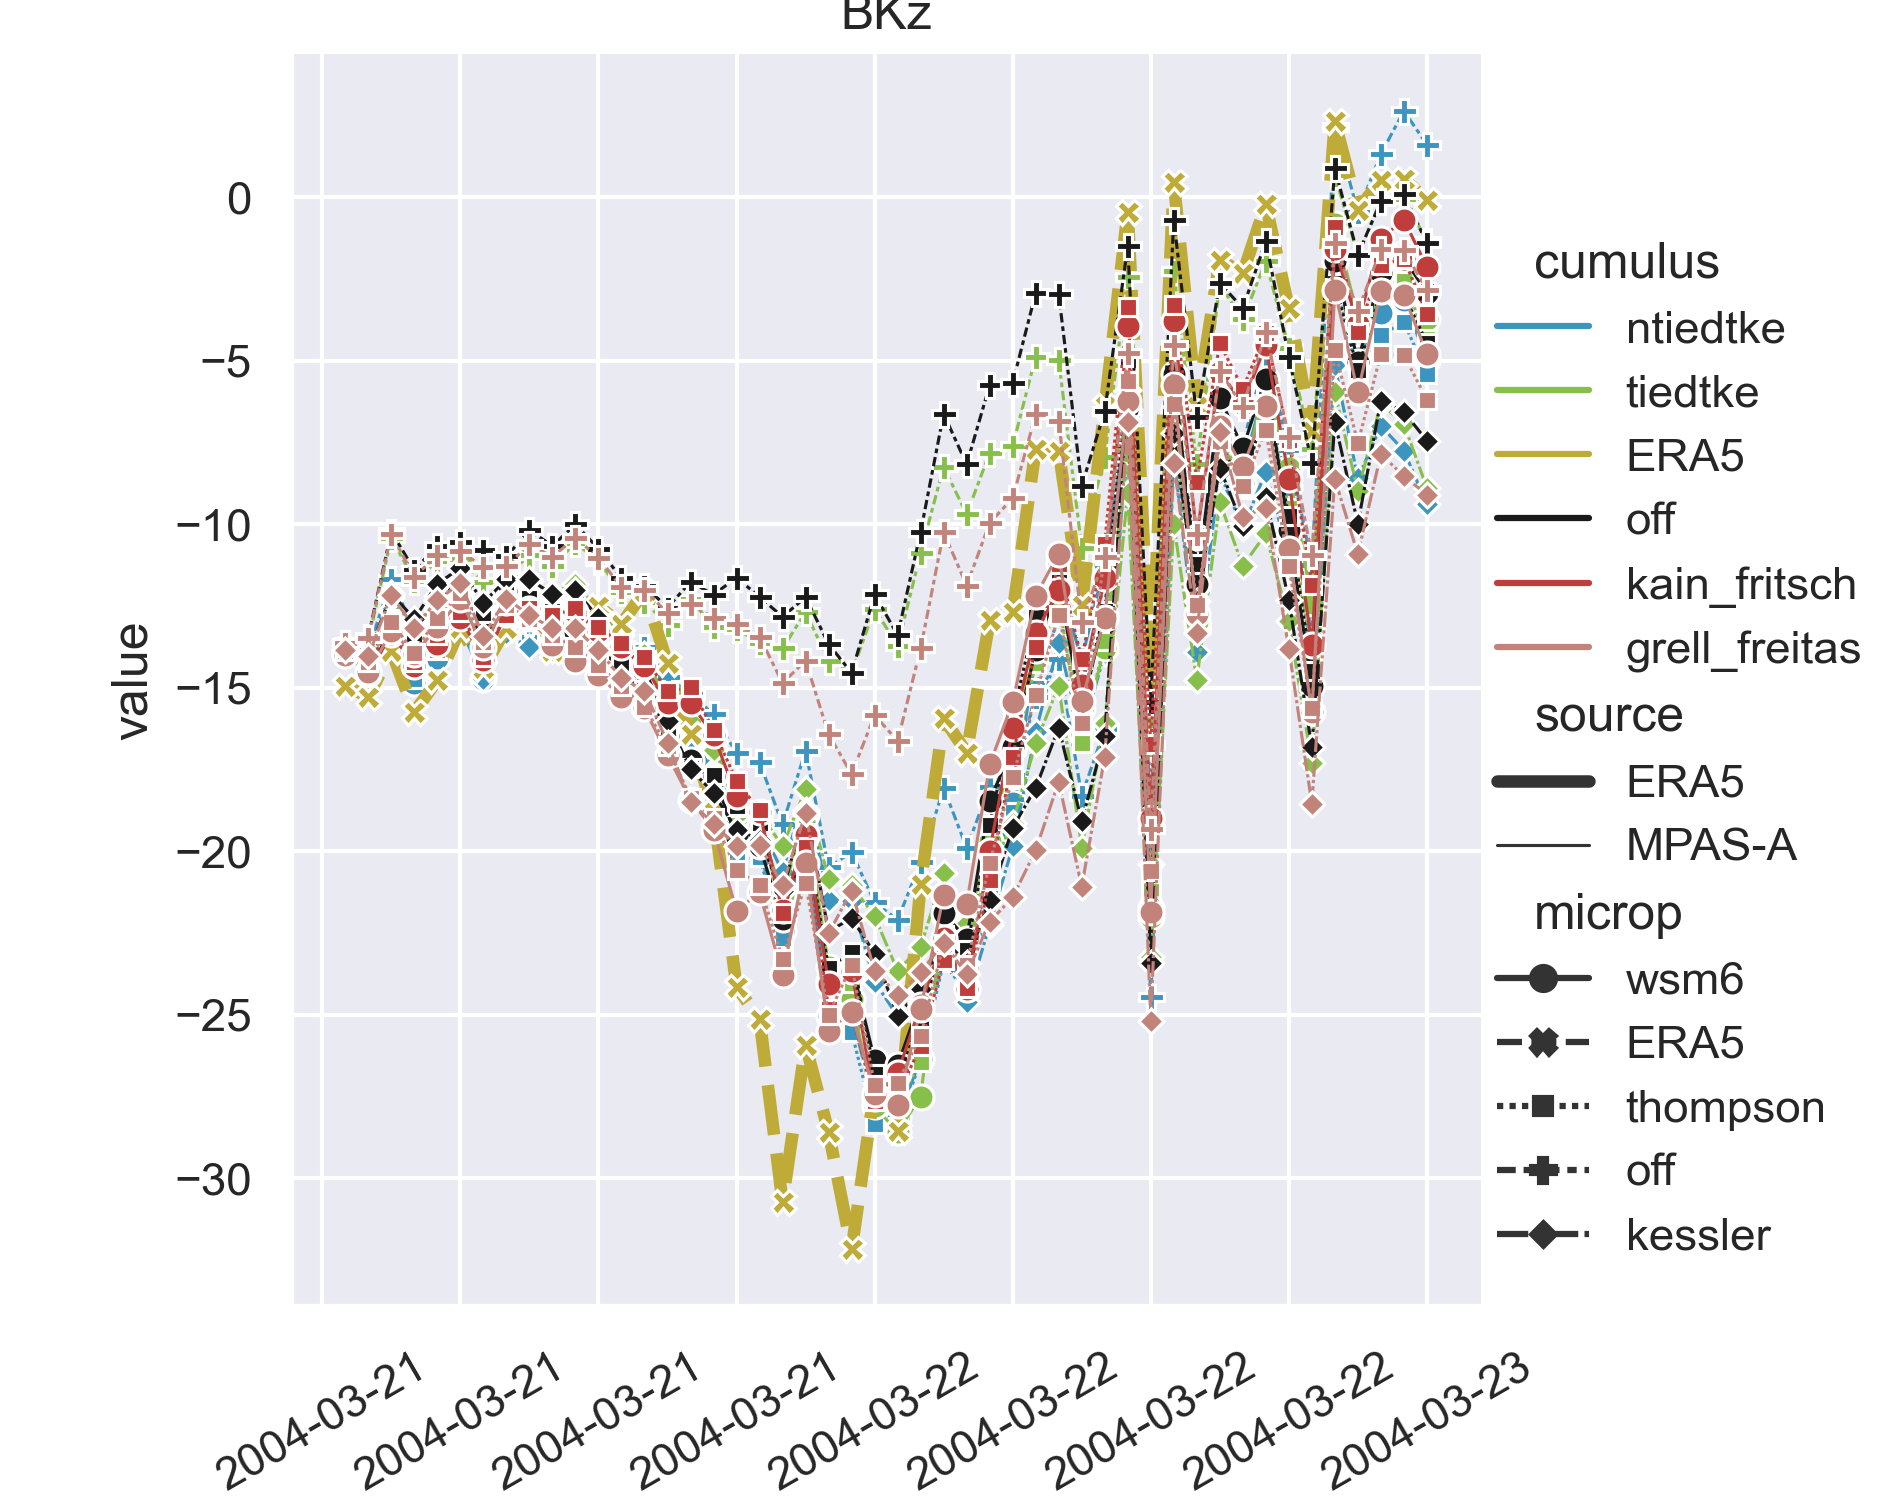 BKz
value
0
−5
−10
−15
−20
−25
−30
2004-03-21
2004-03-21
2004-03-21
2004-03-21
2004-03-22
2004-03-22
2004-03-22
2004-03-22
2004-03-23
cumulus
ntiedtke
tiedtke
ERA5
off
kain_fritsch
grell_freitas
source
ERA5
MPAS-A
microp
wsm6
ERA5
thompson
off
kessler